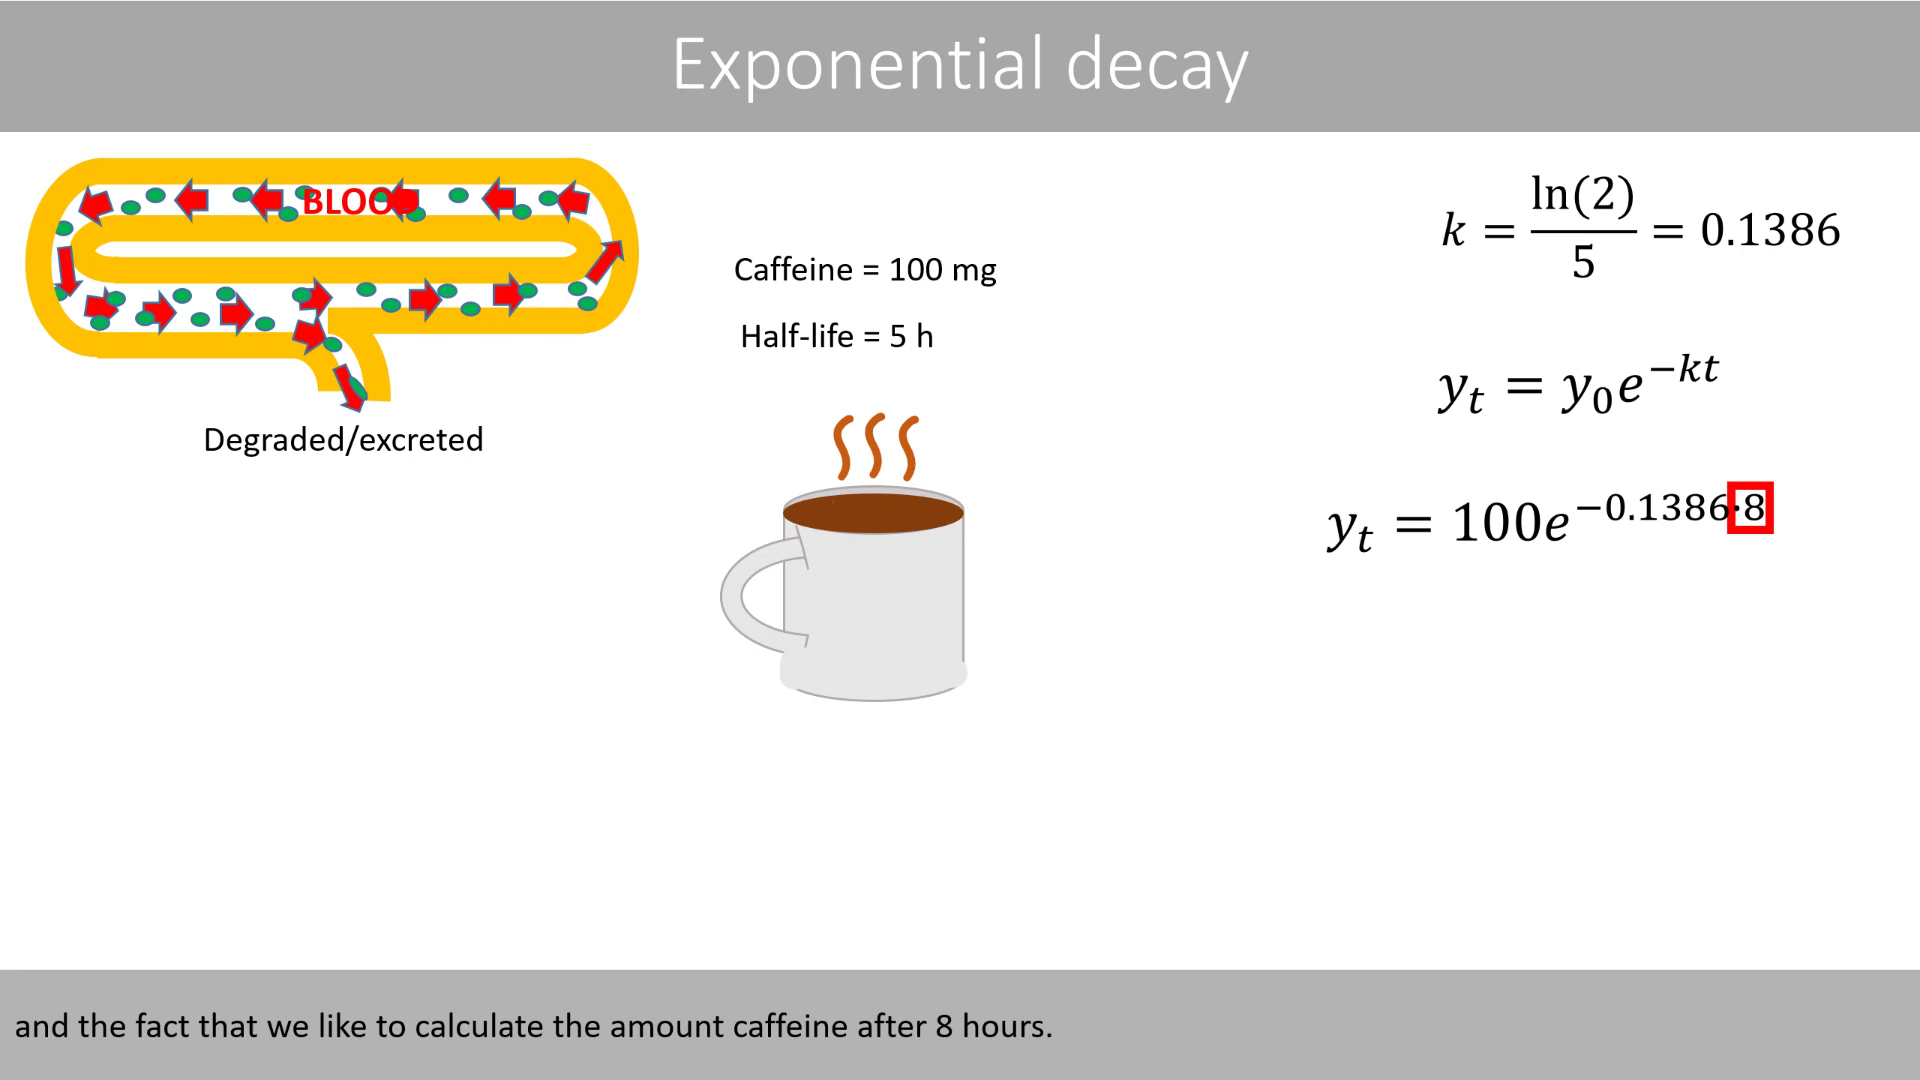 Exponential decay
BLOOD
Degraded/excreted
Caffeine = 100 mg
Half-life = 5 h
k = ln(2)/5 = 0.1386
y_t = y_0 e^{-kt}
y_t = 100e^{-0.1386·8}
and the fact that we like to calculate the amount caffeine after 8 hours.